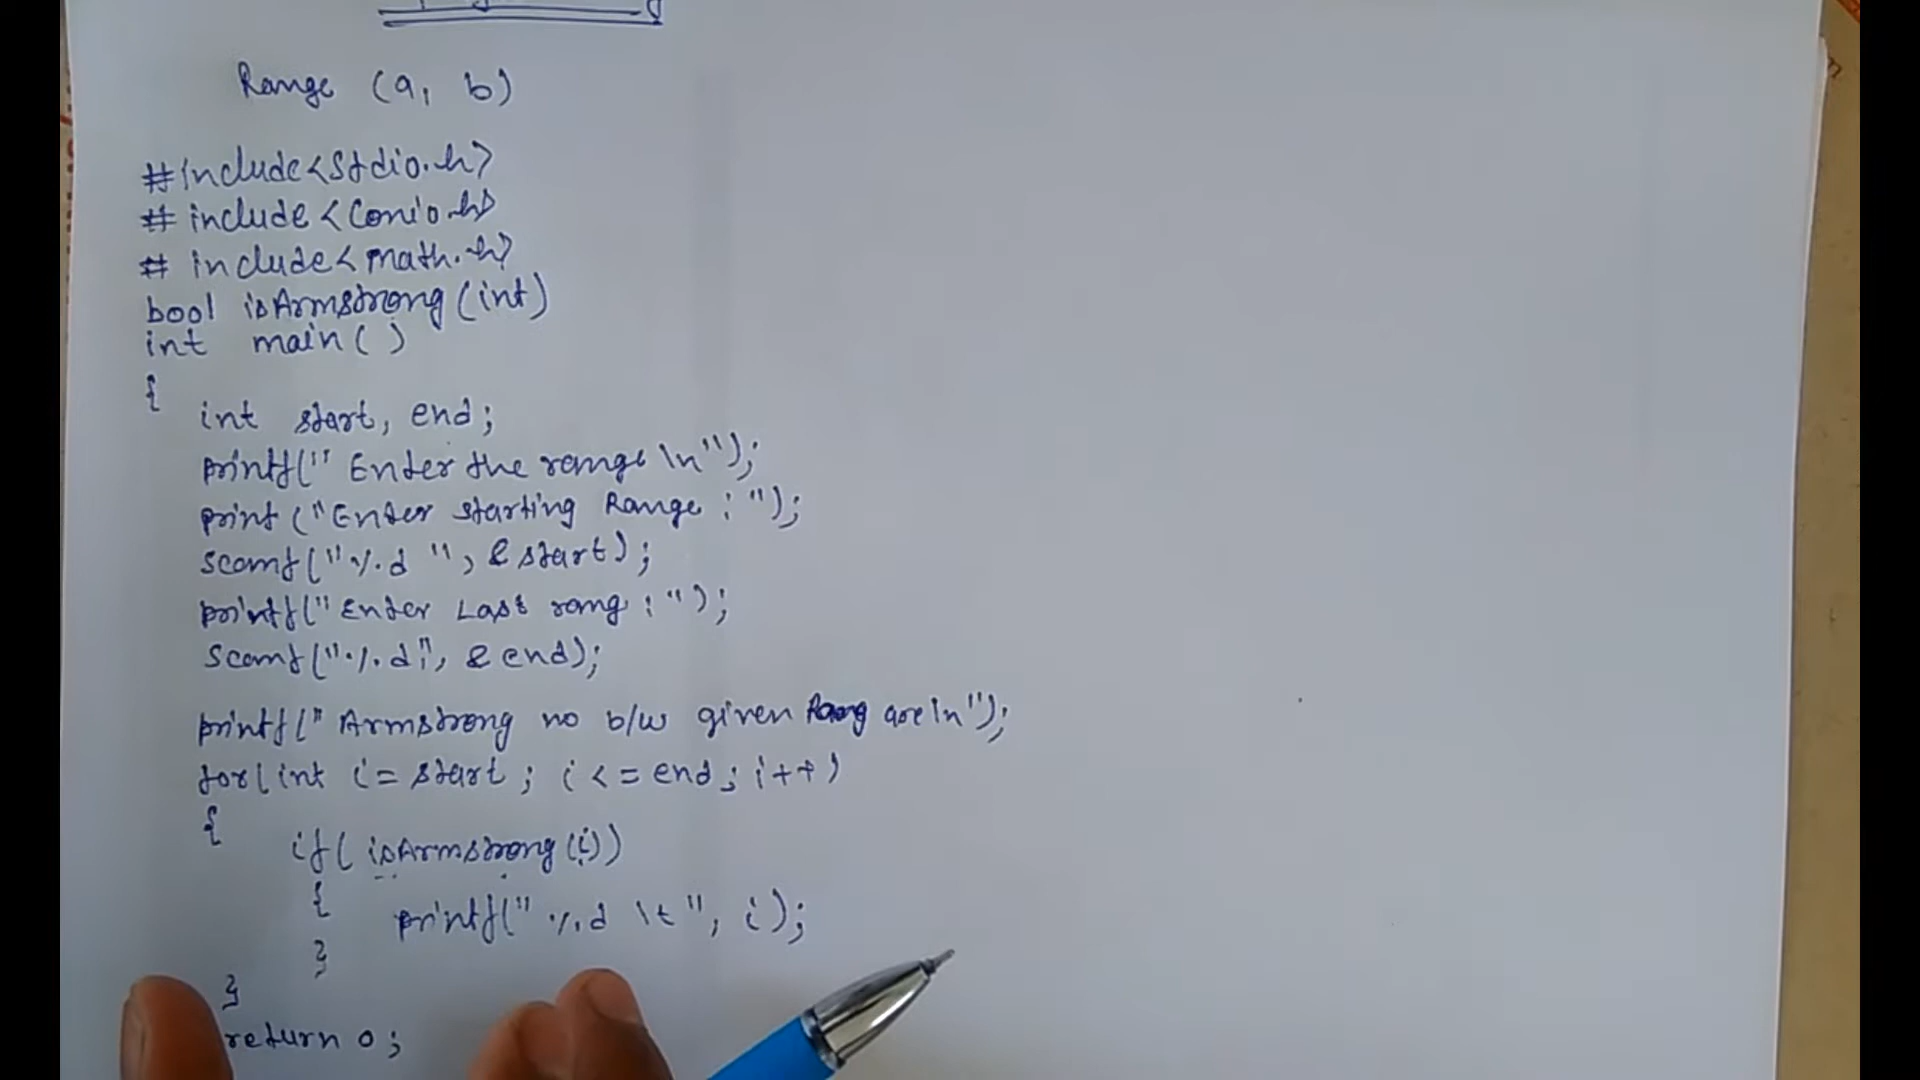 Range (a, b)
#include<stdio.h>
# include <conio.h>
# include<math.h>
bool isArmstrong (int)
int main ( )
{
int start, end;
printf(" Enter the range \n");
print ("Enter starting Range : ");
scanf("%d ", & start);
printf(" Enter Last rang : ");
scanf("%d", & end);
printf(" Armstrong no b/w given Rang are\n");
for(int i = start ; i <= end ; i++)
{
if( isArmstrong (i))
{
printf(" %d \t ", i );
}
}
return 0 ;